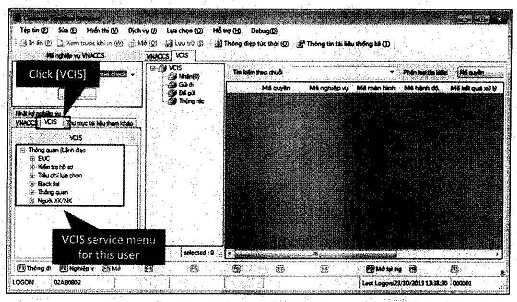 Tệp tin (F) Sửa (E) Hiển thị (V) Dịch vụ (J) Lựa chọn (O) Hỗ trợ (H) Debug(D)
In ấn (P) Xem trước khi in (W) Mở (O) Lưu trữ (S) Thông điệp tức thời (Q) Thông tin tài liệu thống kê (T)
Mã nghiệp vụ VNACCS
VNACCS VCIS
Click [VCIS]
VCIS
Nhận(0)
Gửi đi
Đã gửi
Thùng rác
Tìm kiếm theo chuỗi
Phân hạn tìm kiếm
Mã quyền
Mã quyền Mã nghiệp vụ Mã màn hình Mã hành độ. Mã kết quả xử lý
Nhật ký nghiệp vụ
VNACCS VCIS Thư mục tài liệu tham khảo
VCIS
Thông quan (Lãnh đạo
EUC
Kiểm tra hồ sơ
Tiêu chí lựa chọn
Black list
Thông quan
Người XK/NK
VCIS service menu
for this user
selected : 0
Thông đi Nghiệp v Mở Mở lại ng
LOGON 02AB0802 Last Logon:23/10/2013 13:38:30 000001